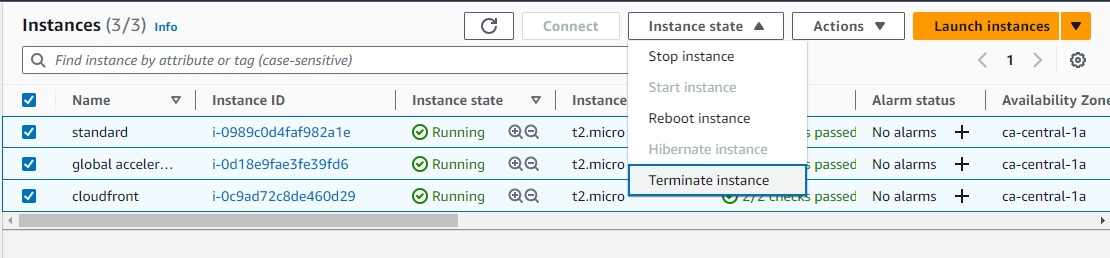 Instances (3/3) Info Connect Instance state Actions Launch instances
Find instance by attribute or tag (case-sensitive) 1
Stop instance
Start instance
Reboot instance
Hibernate instance
Terminate instance
Name Instance ID Instance state Instance Alarm status Availability Zone
standard i-0989c0d4faf982a1e Running t2.micro checks passed No alarms ca-central-1a
global acceler... i-0d18e9fae3fe39fd6 Running t2.micro checks passed No alarms ca-central-1a
cloudfront i-0c9ad72c8de460d29 Running t2.micro 2/2 checks passed No alarms ca-central-1a